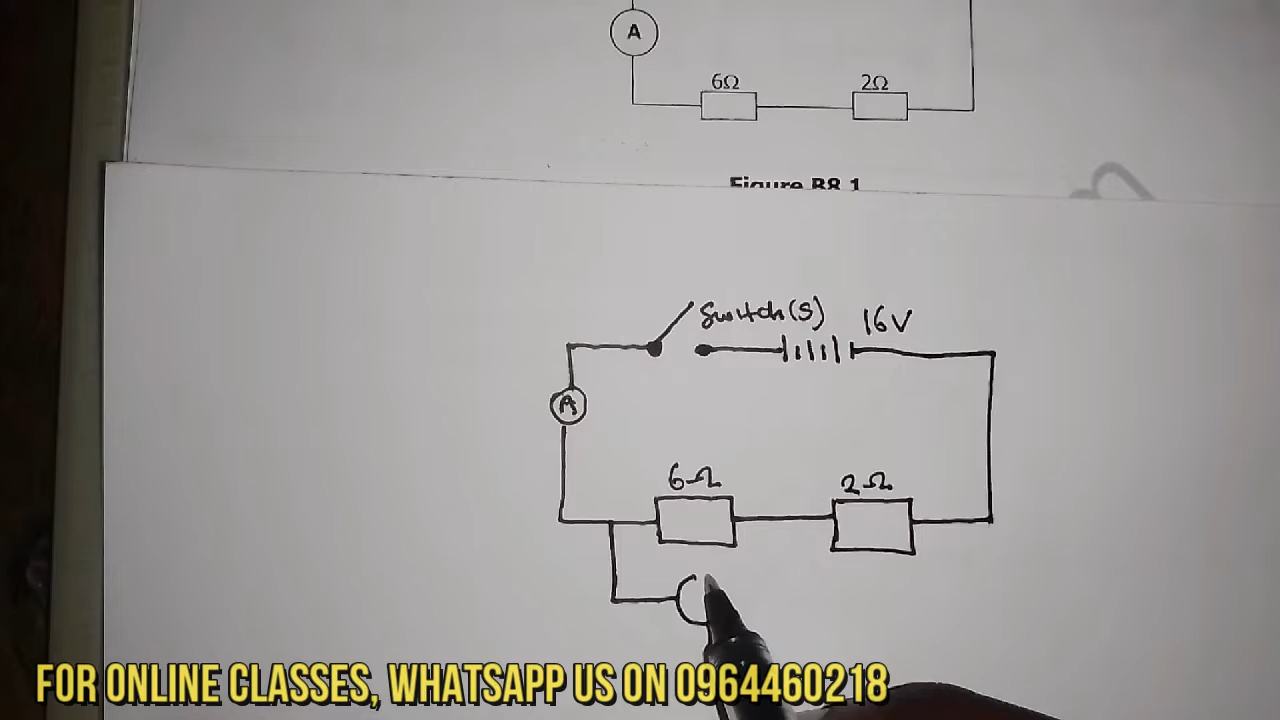 A
6Ω
2Ω
Figure B8.1
Switch(S)
16V
A
6Ω
2Ω
FOR ONLINE CLASSES, WHATSAPP US ON 0964460218